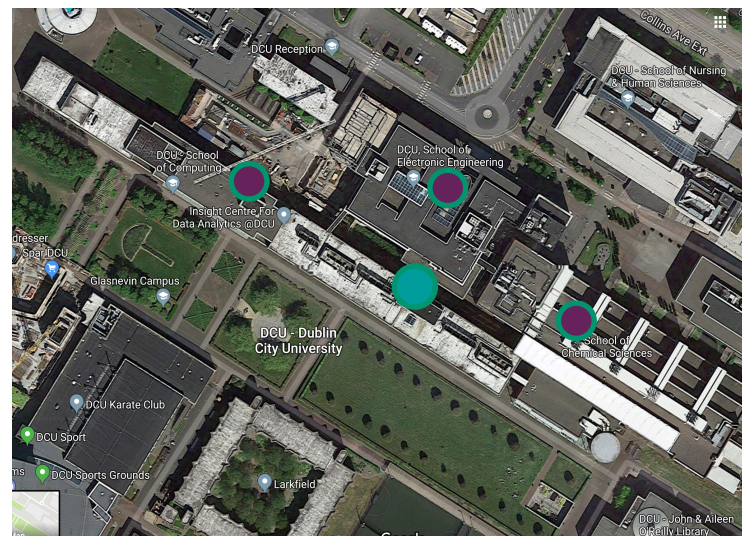 DCU Reception
Collins Ave Ext
DCU - School of Nursing
& Human Sciences
DCU - School
of Computing
DCU, School of
Electronic Engineering
Insight Centre For
Data Analytics @DCU
dresser
Spar DCU
Glasnevin Campus
DCU - Dublin
City University
School of
Chemical Sciences
DCU Karate Club
DCU Sport
ms
DCU Sports Grounds
Larkfield
DCU - John & Aileen
O'Reilly Library